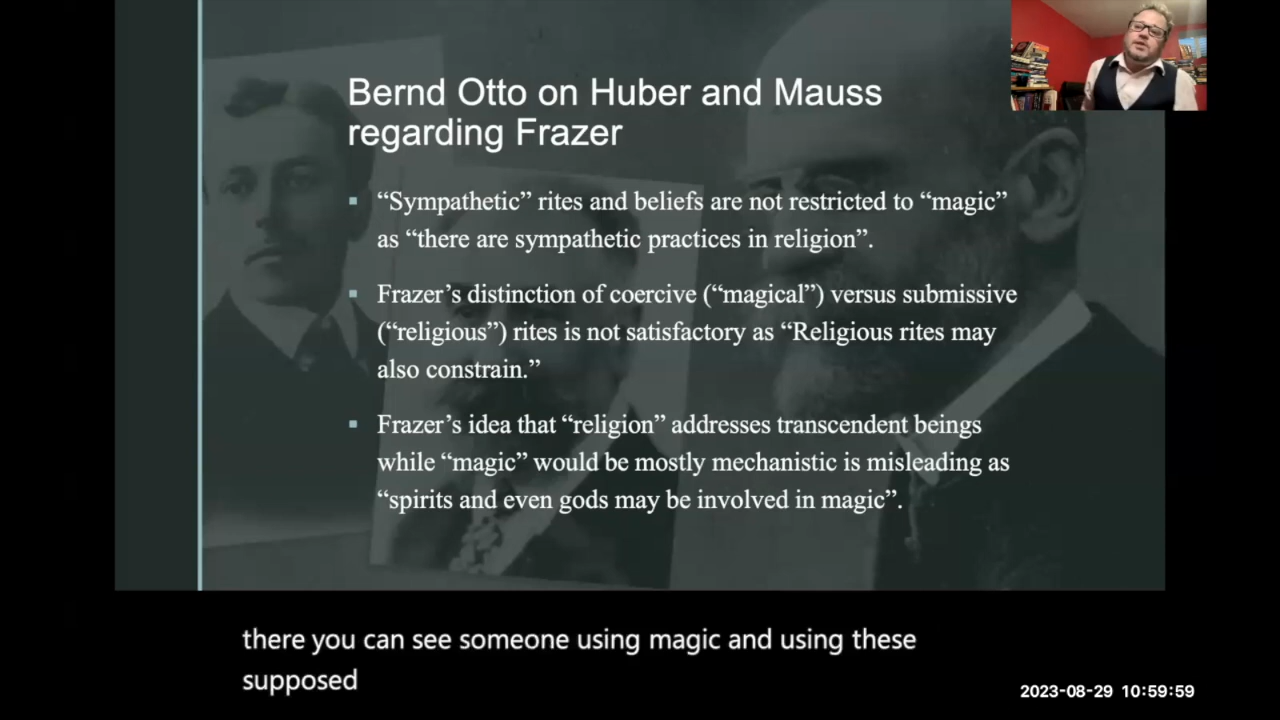 Bernd Otto on Huber and Mauss
regarding Frazer
▪ “Sympathetic” rites and beliefs are not restricted to “magic”
as “there are sympathetic practices in religion”.
▪ Frazer’s distinction of coercive (“magical”) versus submissive
(“religious”) rites is not satisfactory as “Religious rites may
also constrain.”
▪ Frazer’s idea that “religion” addresses transcendent beings
while “magic” would be mostly mechanistic is misleading as
“spirits and even gods may be involved in magic”.
there you can see someone using magic and using these
supposed
2023-08-29 10:59:59